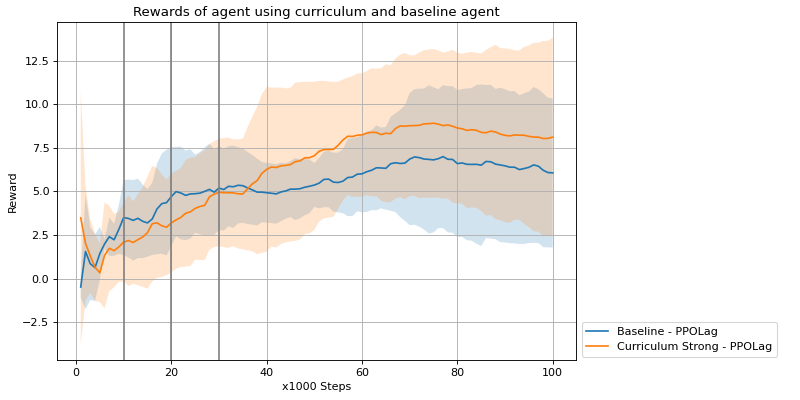 Rewards of agent using curriculum and baseline agent
12.5
10.0
7.5
5.0
2.5
0.0
−2.5
Reward
0 20 40 60 80 100
x1000 Steps
Baseline - PPOLag
Curriculum Strong - PPOLag